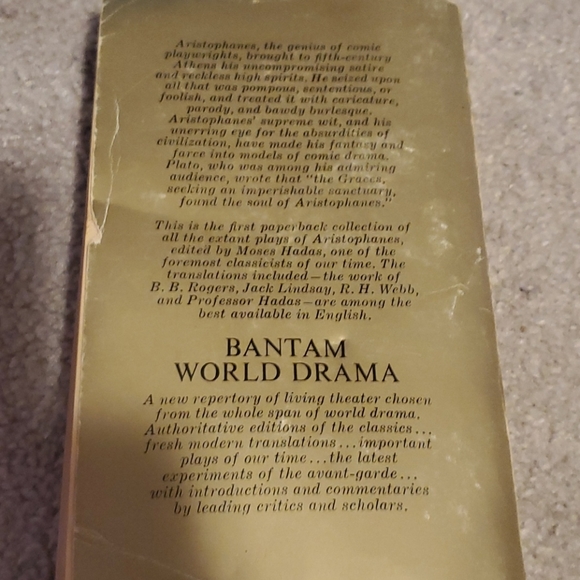 Aristophanes, the genius of comic
playwrights, brought to fifth-century
Athens his uncompromising satire
and reckless high spirits. He seized upon
all that was pompous, sententious, or
foolish, and treated it with caricature,
parody, and bawdy burlesque.
Aristophanes' supreme wit, and his
unerring eye for the absurdities of
civilization, have made his fantasy and
farce into models of comic drama.
Plato, who was among his admiring
audience, wrote that "the Graces,
seeking an imperishable sanctuary,
found the soul of Aristophanes."
This is the first paperback collection of
all the extant plays of Aristophanes,
edited by Moses Hadas, one of the
foremost classicists of our time. The
translations included—the work of
B. B. Rogers, Jack Lindsay, R. H. Webb,
and Professor Hadas—are among the
best available in English.
BANTAM
WORLD DRAMA
A new repertory of living theater chosen
from the whole span of world drama.
Authoritative editions of the classics...
fresh modern translations...important
plays of our time...the latest
experiments of the avant-garde...
with introductions and commentaries
by leading critics and scholars.